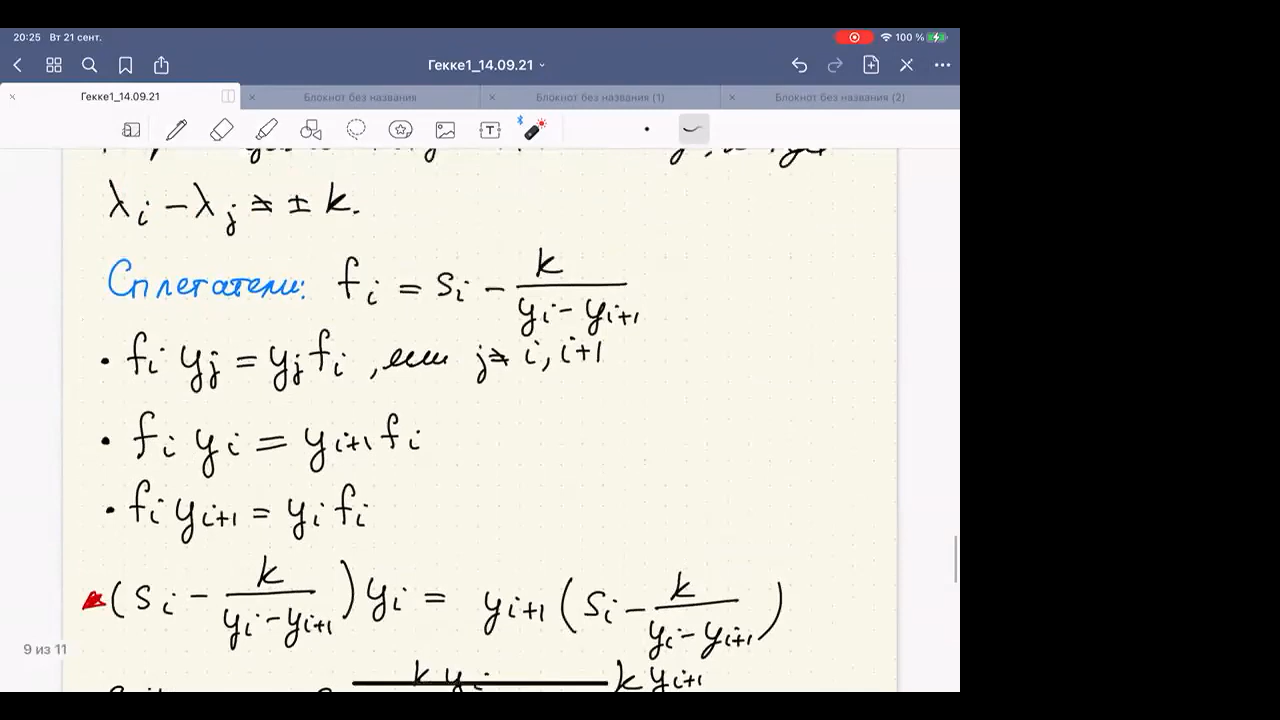 20:25 Вт 21 сент. 100 %
Гекке1_14.09.21
Гекке1_14.09.21 Блокнот без названия Блокнот без названия (1) Блокнот без названия (2)
λ_i − λ_j ≠ ± k.
Сплетатели: f_i = s_i − k / (y_i − y_{i+1})
• f_i y_j = y_j f_i , если j ≠ i, i+1
• f_i y_i = y_{i+1} f_i
• f_i y_{i+1} = y_i f_i
(s_i − k / (y_i − y_{i+1})) y_i = y_{i+1} (s_i − k / (y_i − y_{i+1}))
9 из 11
k y_i k y_{i+1}